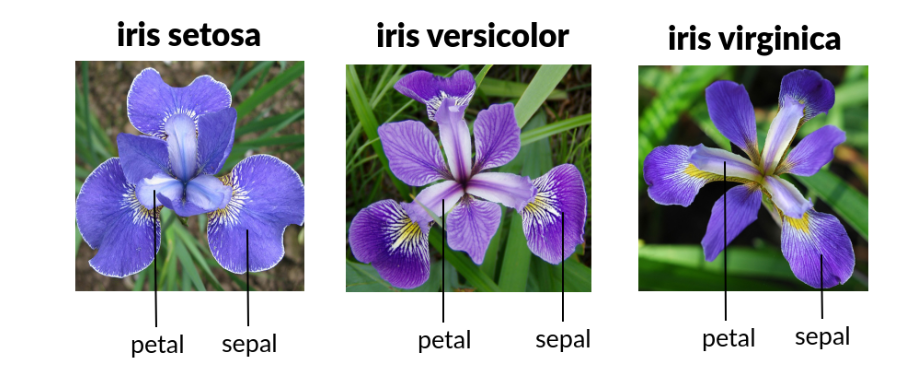 iris setosa
iris versicolor
iris virginica
petal
sepal
petal
sepal
petal
sepal